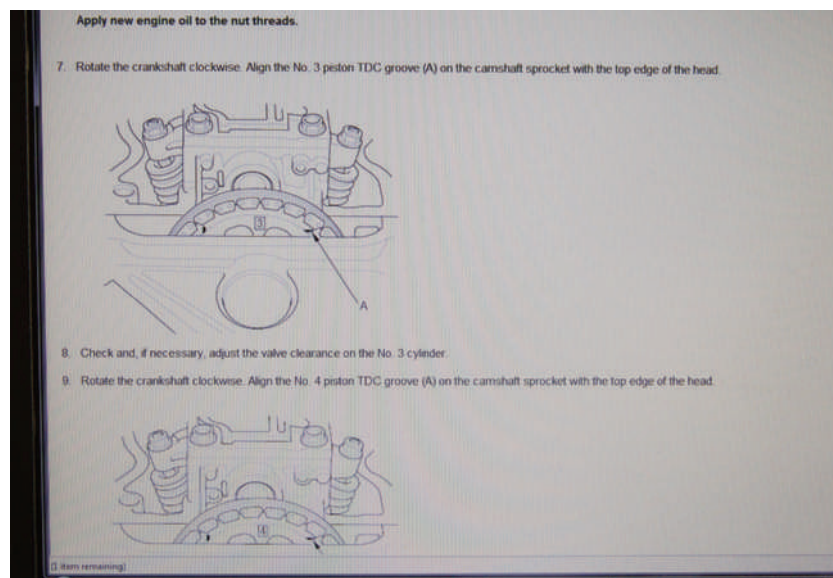 Apply new engine oil to the nut threads.
7. Rotate the crankshaft clockwise. Align the No. 3 piston TDC groove (A) on the camshaft sprocket with the top edge of the head.
3
A
8. Check and, if necessary, adjust the valve clearance on the No. 3 cylinder.
9. Rotate the crankshaft clockwise. Align the No. 4 piston TDC groove (A) on the camshaft sprocket with the top edge of the head.
4
(1 item remaining)